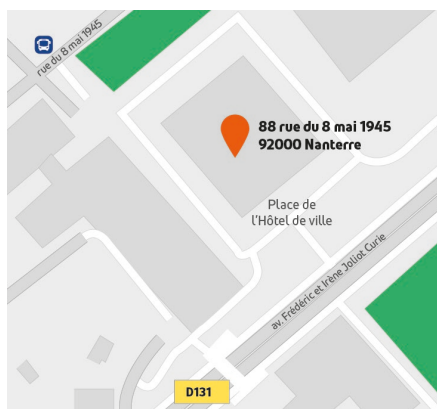 rue du 8 mai 1945
88 rue du 8 mai 1945
92000 Nanterre
Place de
l'Hôtel de ville
av. Frédéric et Irène Joliot Curie
D131